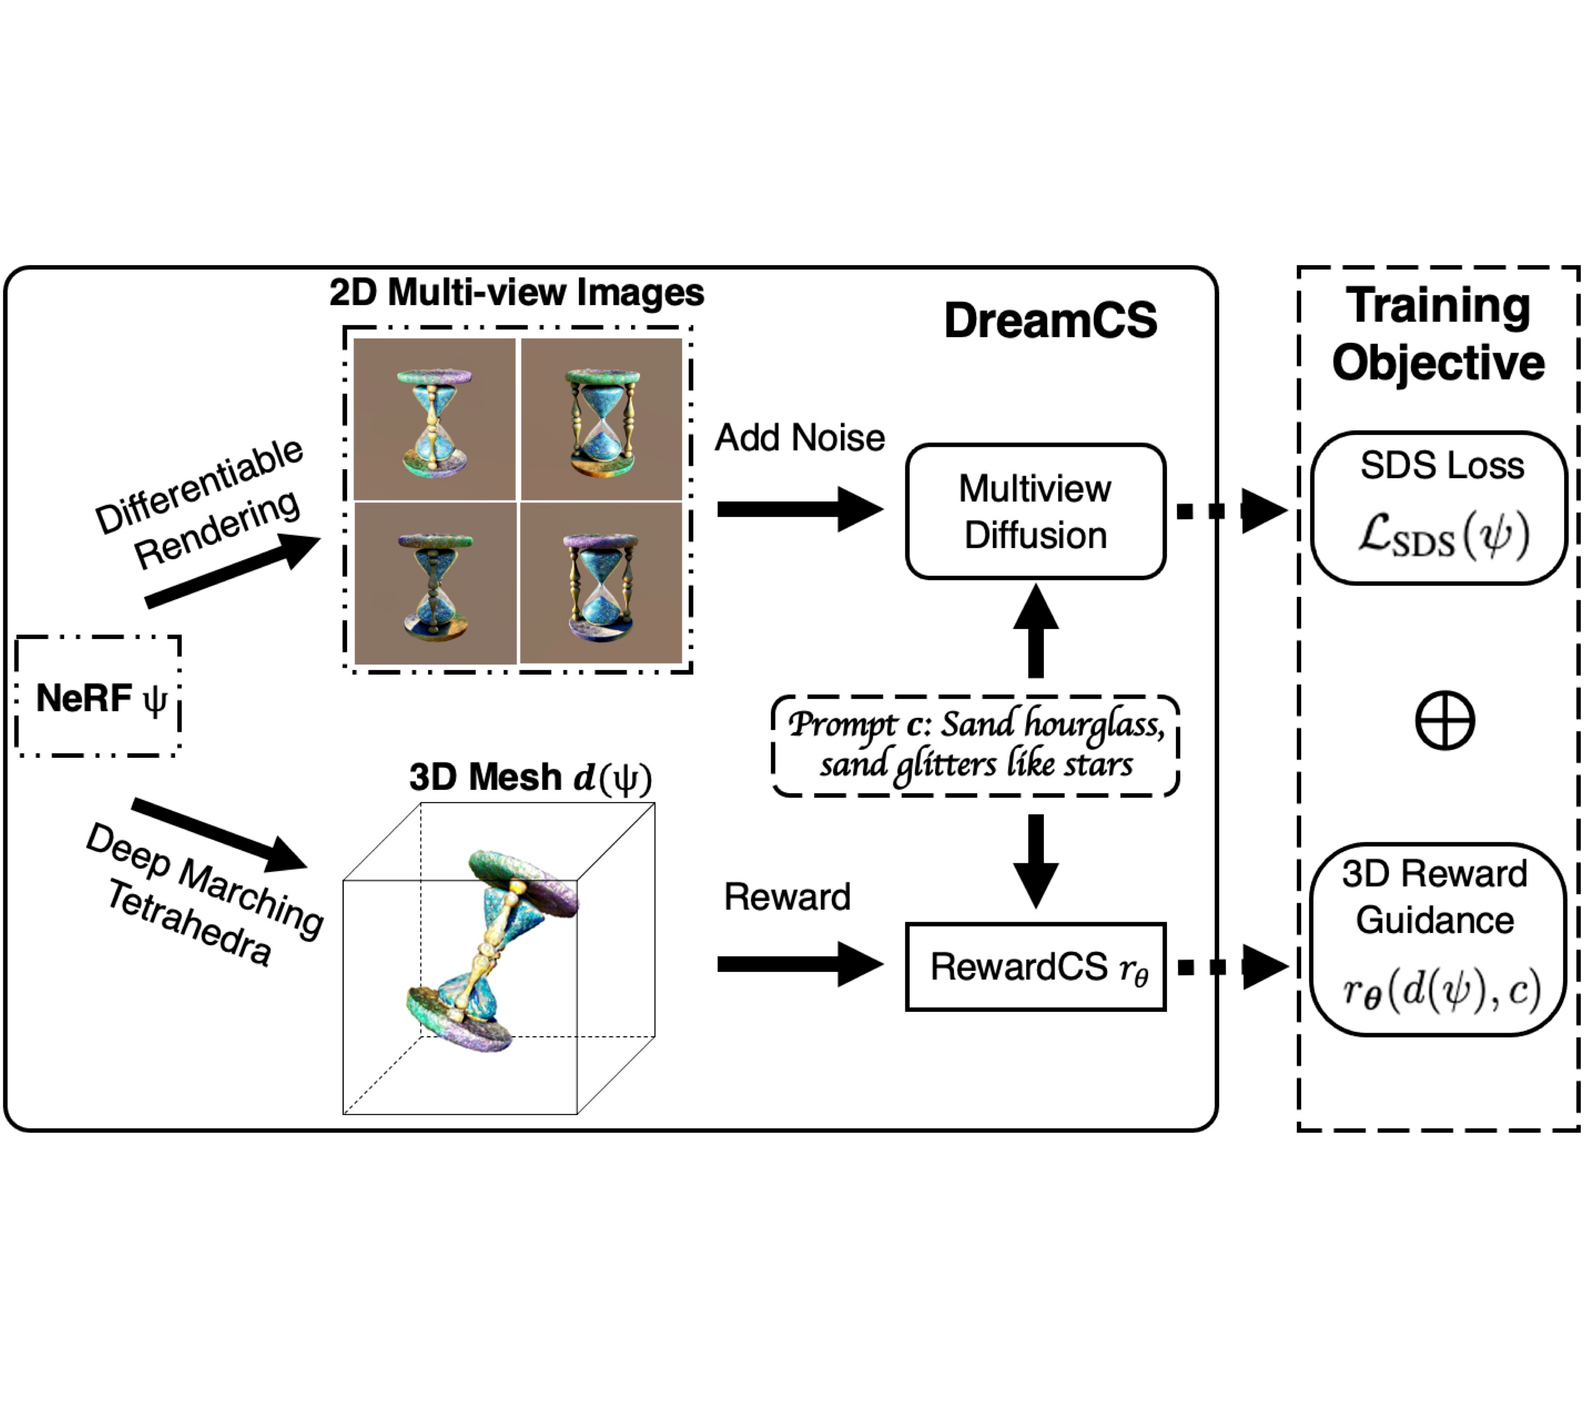 2D Multi-view Images
DreamCS
Training
Objective
Differentiable
Rendering
Add Noise
Multiview
Diffusion
SDS Loss
ℒSDS(ψ)
NeRF ψ
Prompt c: Sand hourglass,
sand glitters like stars
⊕
3D Mesh d(ψ)
Deep Marching
Tetrahedra
Reward
RewardCS rθ
3D Reward
Guidance
rθ(d(ψ), c)